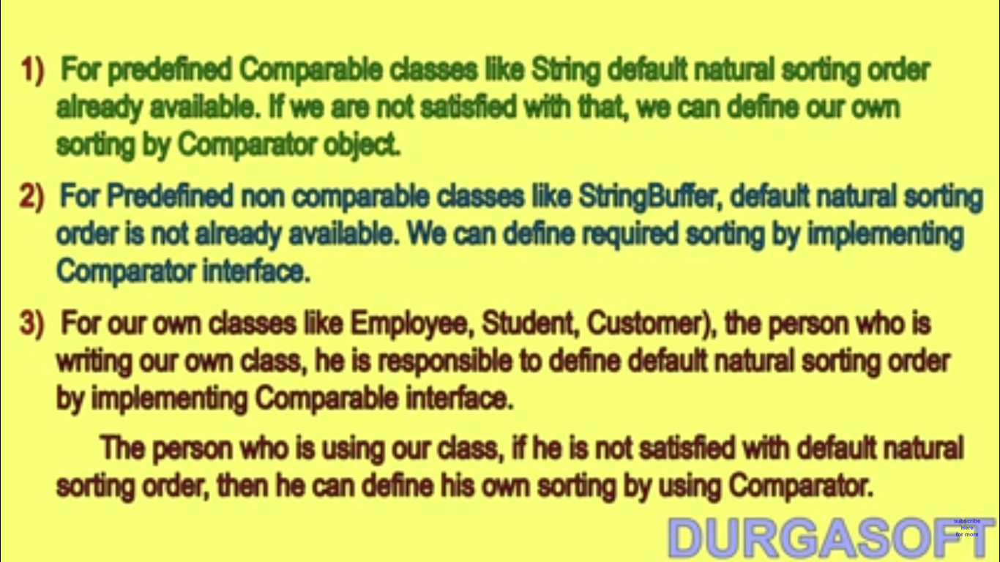 1) For predefined Comparable classes like String default natural sorting order
already available. If we are not satisfied with that, we can define our own
sorting by Comparator object.
2) For Predefined non comparable classes like StringBuffer, default natural sorting
order is not already available. We can define required sorting by implementing
Comparator interface.
3) For our own classes like Employee, Student, Customer), the person who is
writing our own class, he is responsible to define default natural sorting order
by implementing Comparable interface.
The person who is using our class, if he is not satisfied with default natural
sorting order, then he can define his own sorting by using Comparator.
DURGASOFT
subscribe
Here
for more